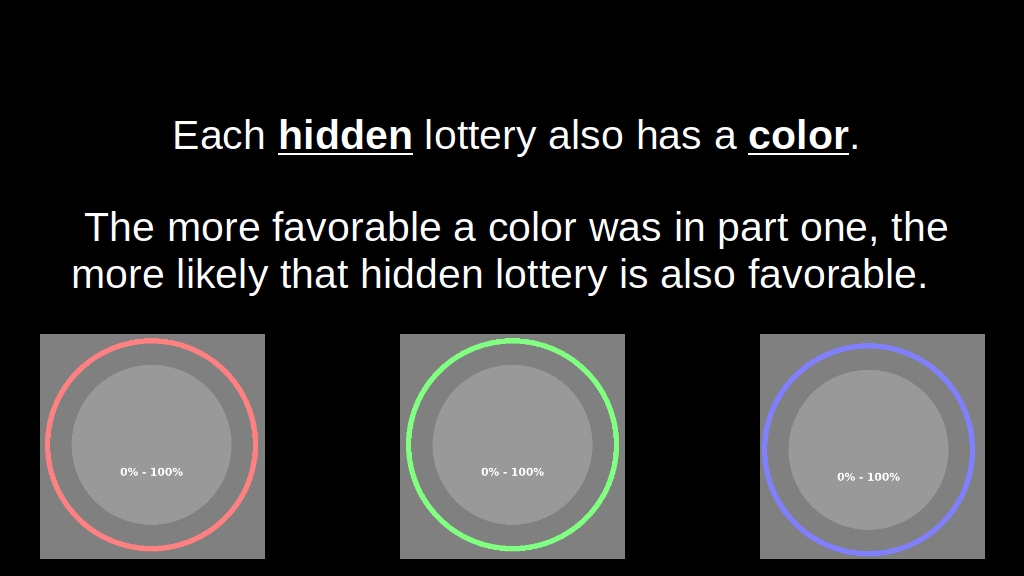 Each hidden lottery also has a color.
The more favorable a color was in part one, the
more likely that hidden lottery is also favorable.
0% - 100%
0% - 100%
0% - 100%